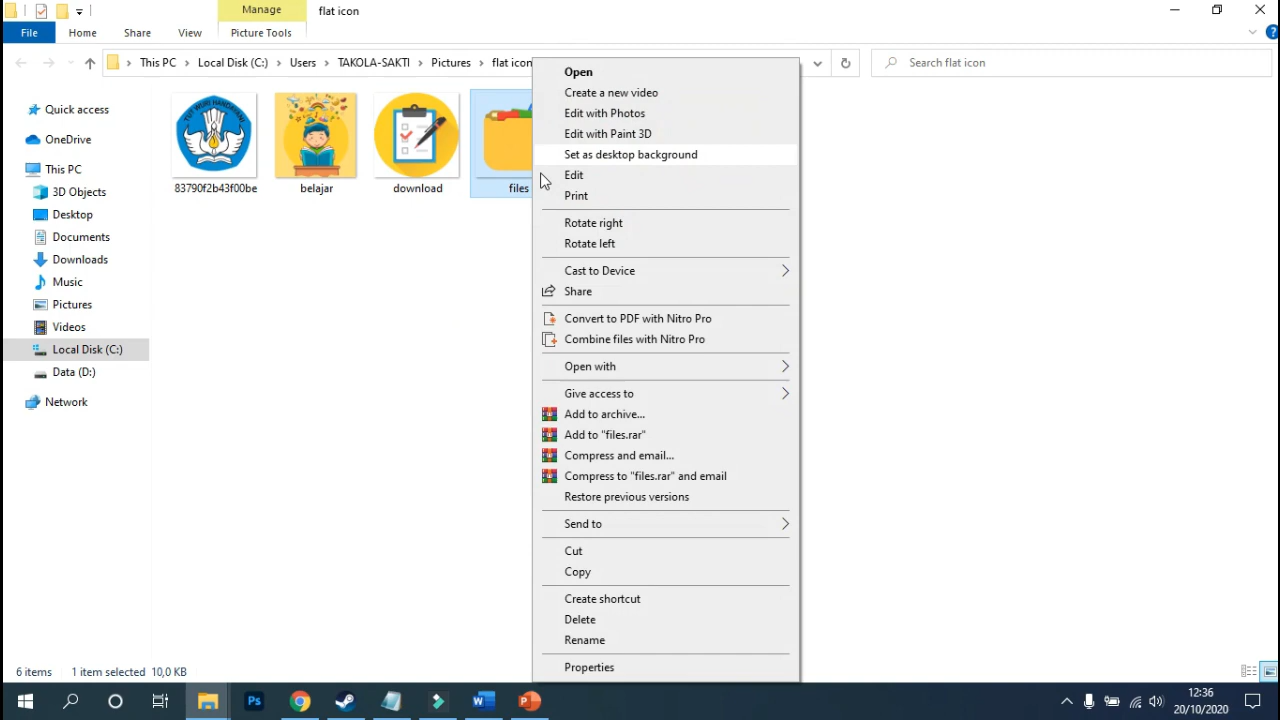 Manage
flat icon
File
Home
Share
View
Picture Tools
This PC
Local Disk (C:)
Users
TAKOLA-SAKTI
Pictures
flat icon
Search flat icon
Quick access
OneDrive
This PC
3D Objects
Desktop
Documents
Downloads
Music
Pictures
Videos
Local Disk (C:)
Data (D:)
Network
TUT WURI HANDAYANI
83790f2b43f00be
belajar
download
files
Open
Create a new video
Edit with Photos
Edit with Paint 3D
Set as desktop background
Edit
Print
Rotate right
Rotate left
Cast to Device
Share
Convert to PDF with Nitro Pro
Combine files with Nitro Pro
Open with
Give access to
Add to archive...
Add to "files.rar"
Compress and email...
Compress to "files.rar" and email
Restore previous versions
Send to
Cut
Copy
Create shortcut
Delete
Rename
Properties
6 items
1 item selected
10,0 KB
Ps
W
P
12:36
20/10/2020